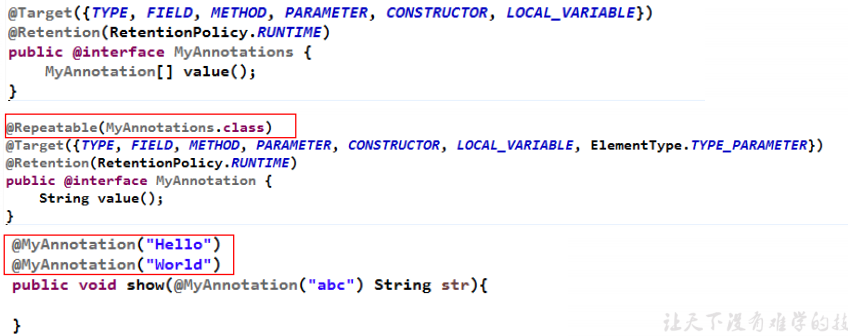 @Target({TYPE, FIELD, METHOD, PARAMETER, CONSTRUCTOR, LOCAL_VARIABLE})
@Retention(RetentionPolicy.RUNTIME)
public @interface MyAnnotations {
    MyAnnotation[] value();
}
@Repeatable(MyAnnotations.class)
@Target({TYPE, FIELD, METHOD, PARAMETER, CONSTRUCTOR, LOCAL_VARIABLE, ElementType.TYPE_PARAMETER})
@Retention(RetentionPolicy.RUNTIME)
public @interface MyAnnotation {
    String value();
}
@MyAnnotation("Hello")
@MyAnnotation("World")
public void show(@MyAnnotation("abc") String str){
}
让天下没有难学的技